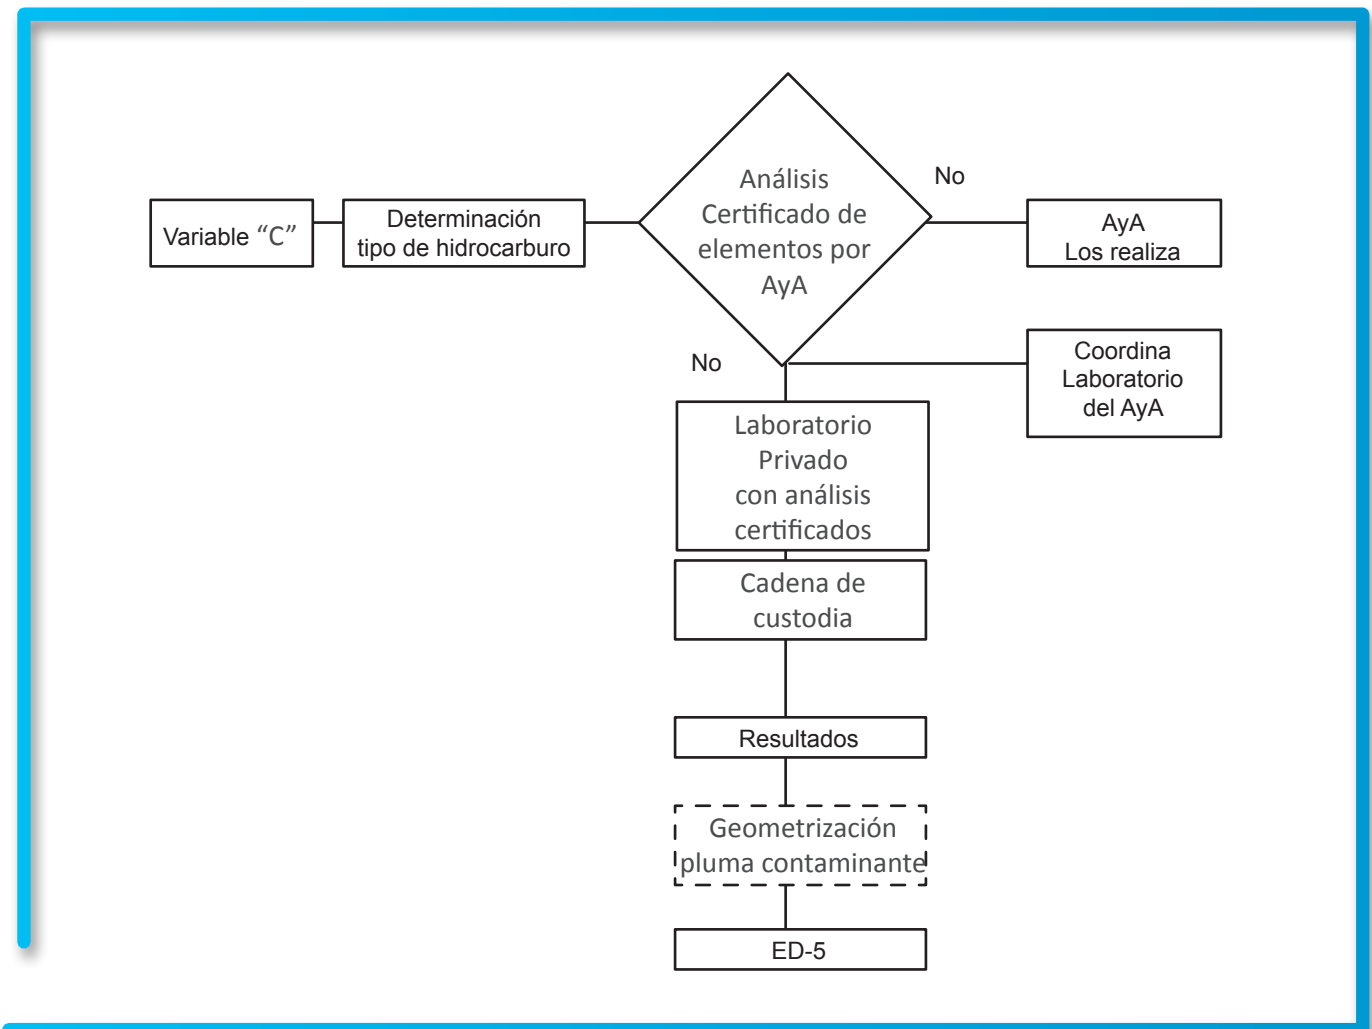 Variable “C”
Determinación
tipo de hidrocarburo
Análisis
Certificado de
elementos por
AyA
No
AyA
Los realiza
No
Coordina
Laboratorio
del AyA
Laboratorio
Privado
con análisis
certificados
Cadena de
custodia
Resultados
Geometrización
pluma contaminante
ED-5